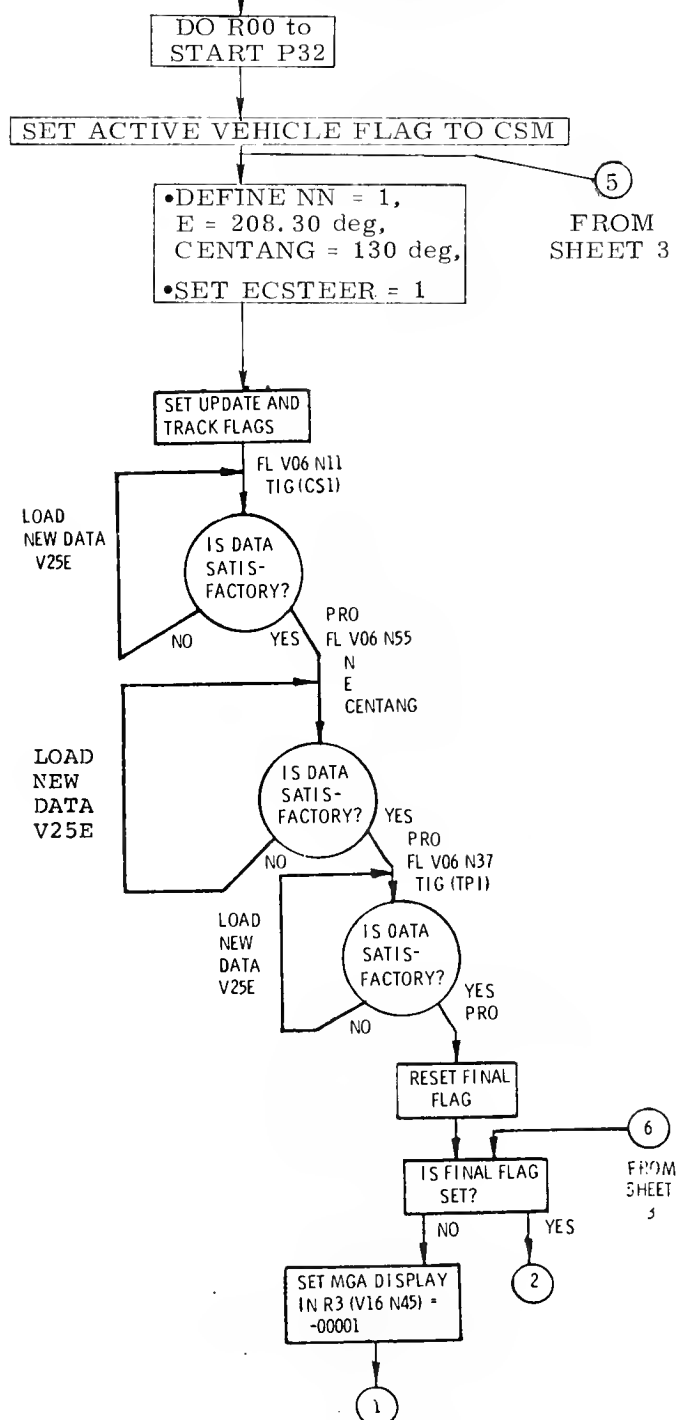 DO R00 to
START P32
SET ACTIVE VEHICLE FLAG TO CSM
5
FROM
SHEET 3
•DEFINE NN = 1,
E = 208.30 deg,
CENTANG = 130 deg,
•SET ECSTEER = 1
SET UPDATE AND
TRACK FLAGS
FL V06 N11
TIG (CS1)
LOAD
NEW DATA
V25E
IS DATA
SATIS-
FACTORY?
NO
YES
PRO
FL V06 N55
N
E
CENTANG
LOAD
NEW
DATA
V25E
IS DATA
SATIS-
FACTORY?
NO
YES
PRO
FL V06 N37
TIG (TPI)
LOAD
NEW
DATA
V25E
IS DATA
SATIS-
FACTORY?
NO
YES
PRO
RESET FINAL
FLAG
6
FROM
SHEET
3
IS FINAL FLAG
SET?
NO
YES
2
SET MGA DISPLAY
IN R3 (V16 N45) =
-00001
1